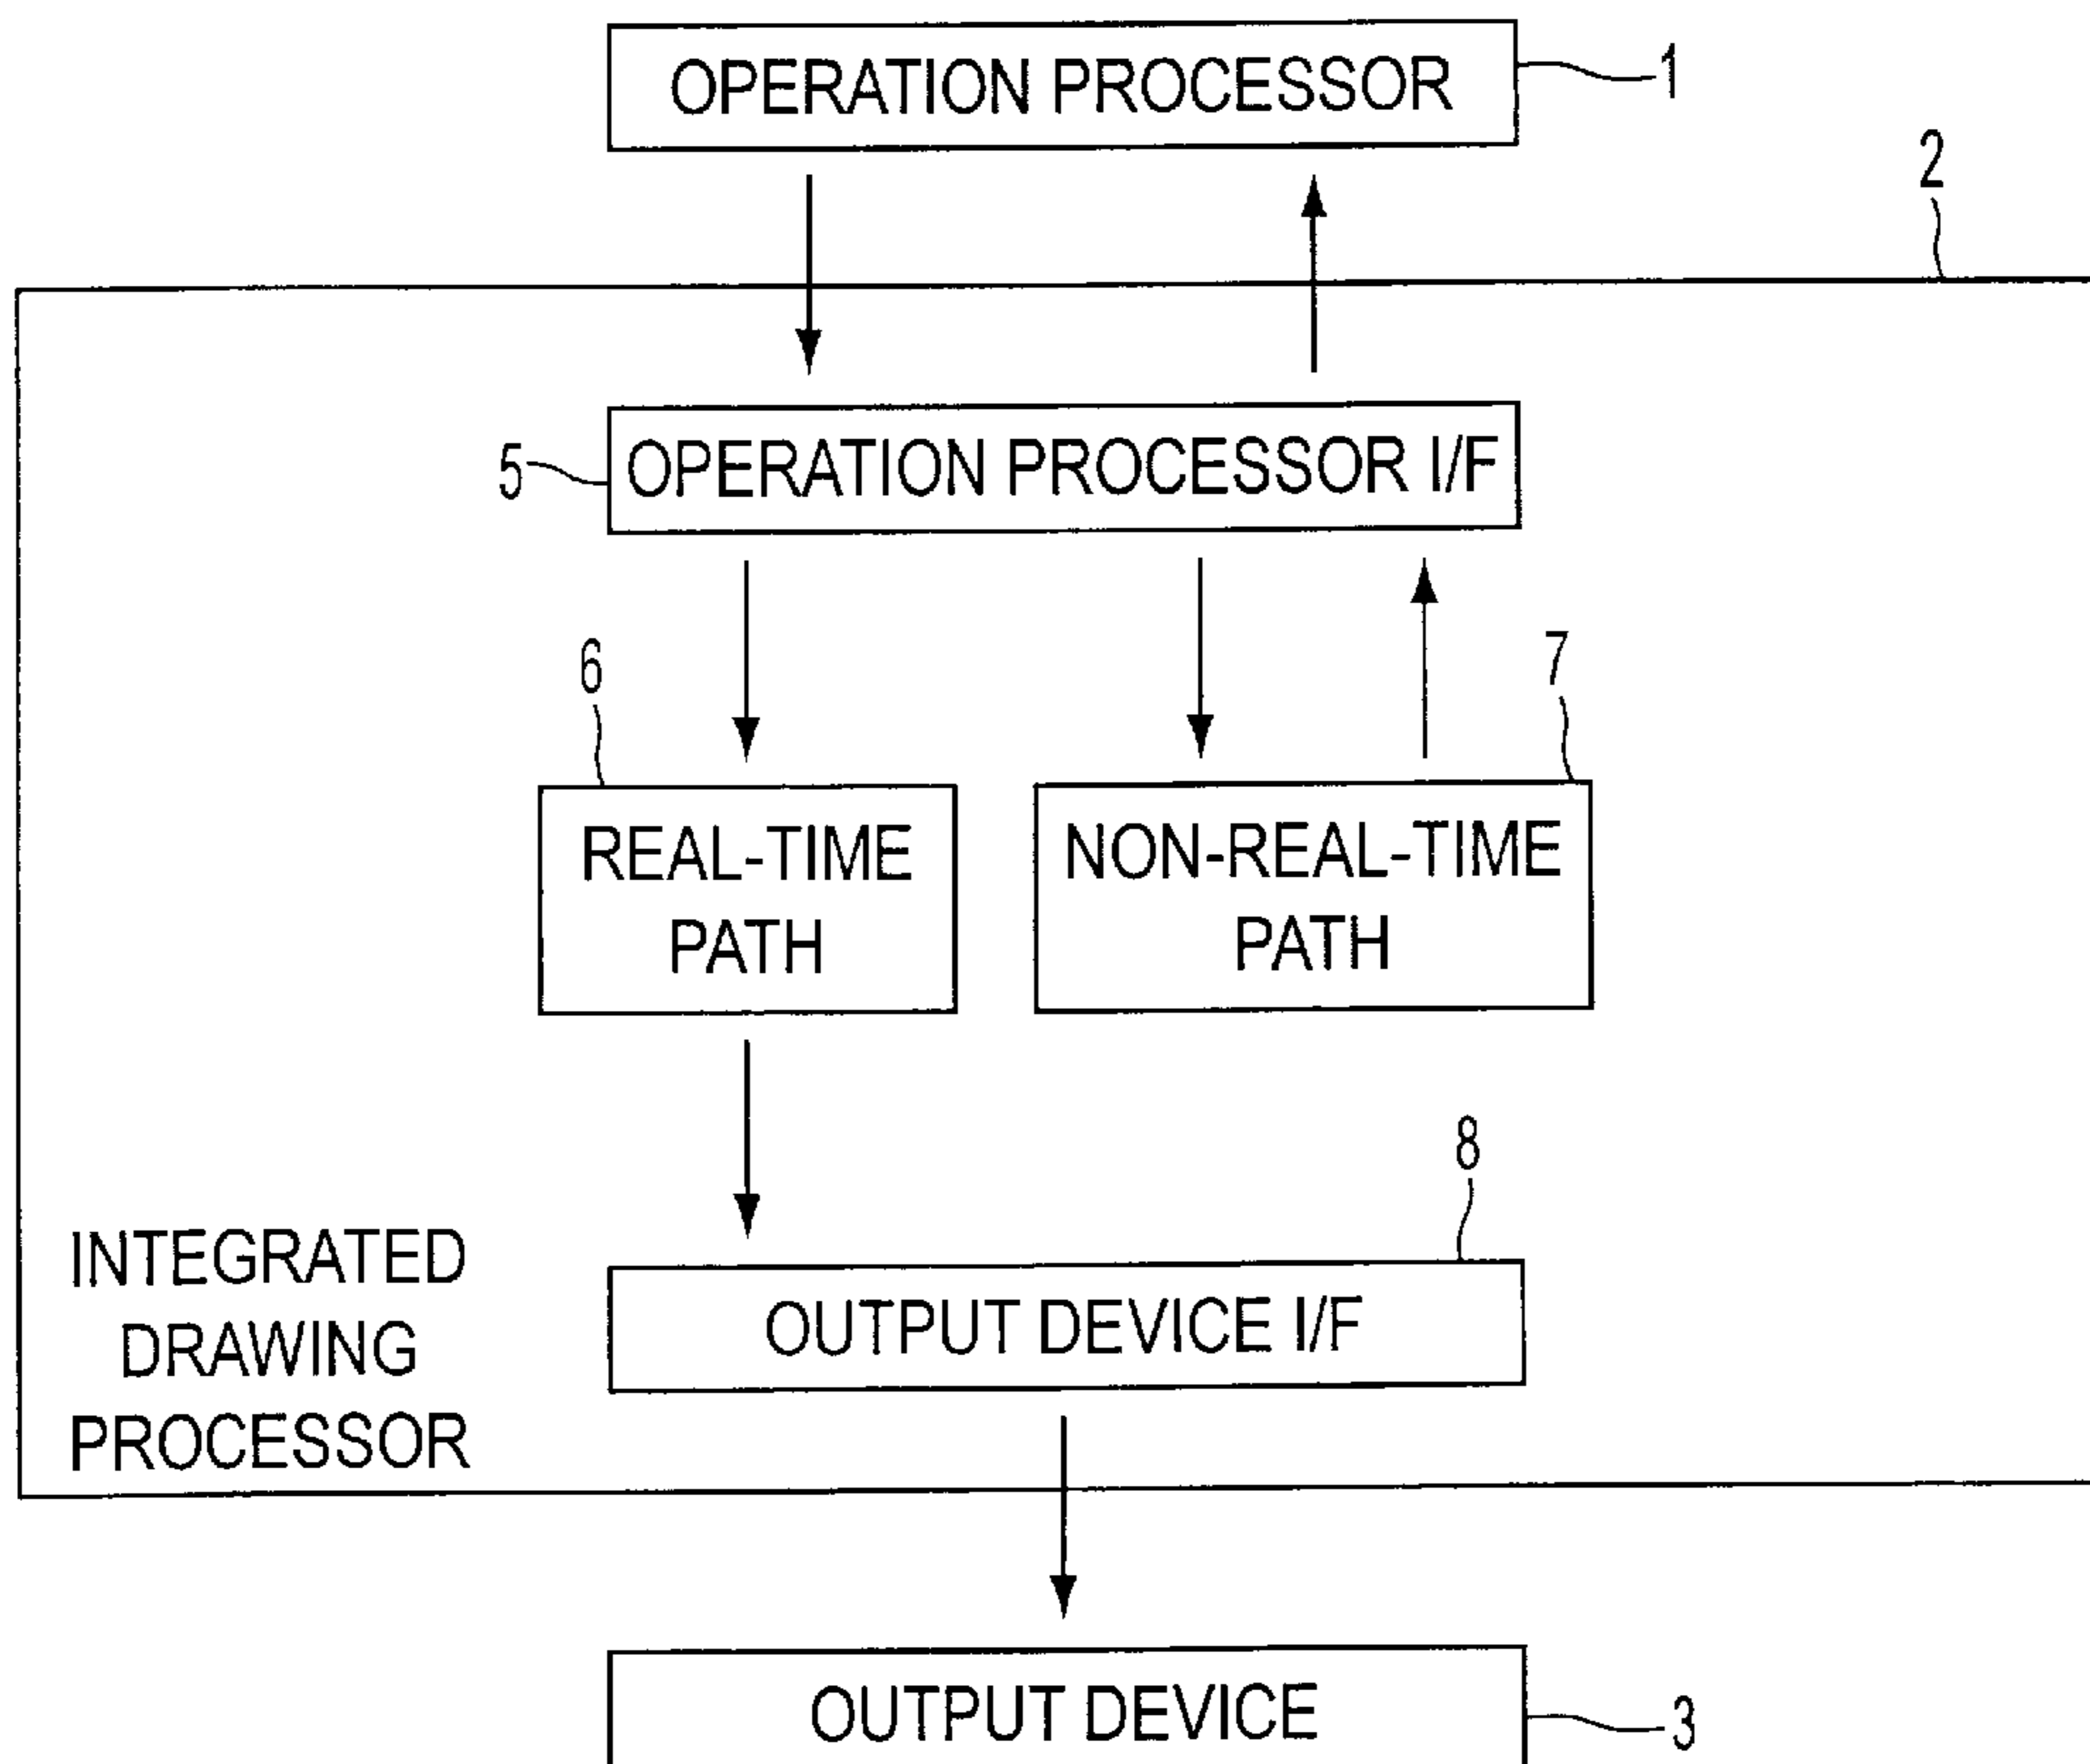 OPERATION PROCESSOR
1
2
OPERATION PROCESSOR I/F
5
6
7
REAL-TIME
PATH
NON-REAL-TIME
PATH
8
INTEGRATED
DRAWING
PROCESSOR
OUTPUT DEVICE I/F
OUTPUT DEVICE
3